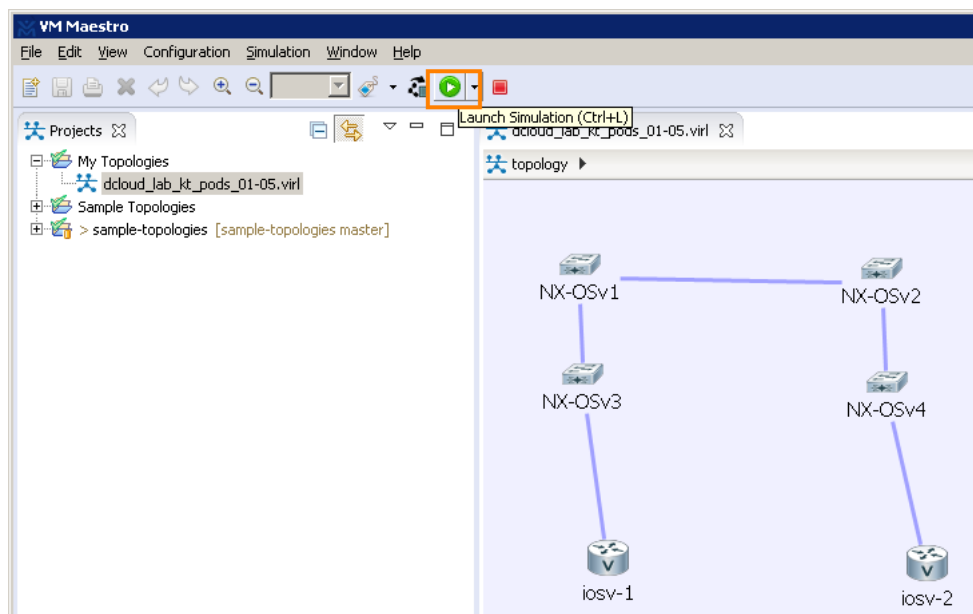 VM Maestro
File Edit View Configuration Simulation Window Help
Launch Simulation (Ctrl+L)
Projects
dcloud_lab_kt_pods_01-05.virl
My Topologies
topology
dcloud_lab_kt_pods_01-05.virl
Sample Topologies
> sample-topologies [sample-topologies master]
NX-OSv1
NX-OSv2
NX-OSv3
NX-OSv4
iosv-1
iosv-2